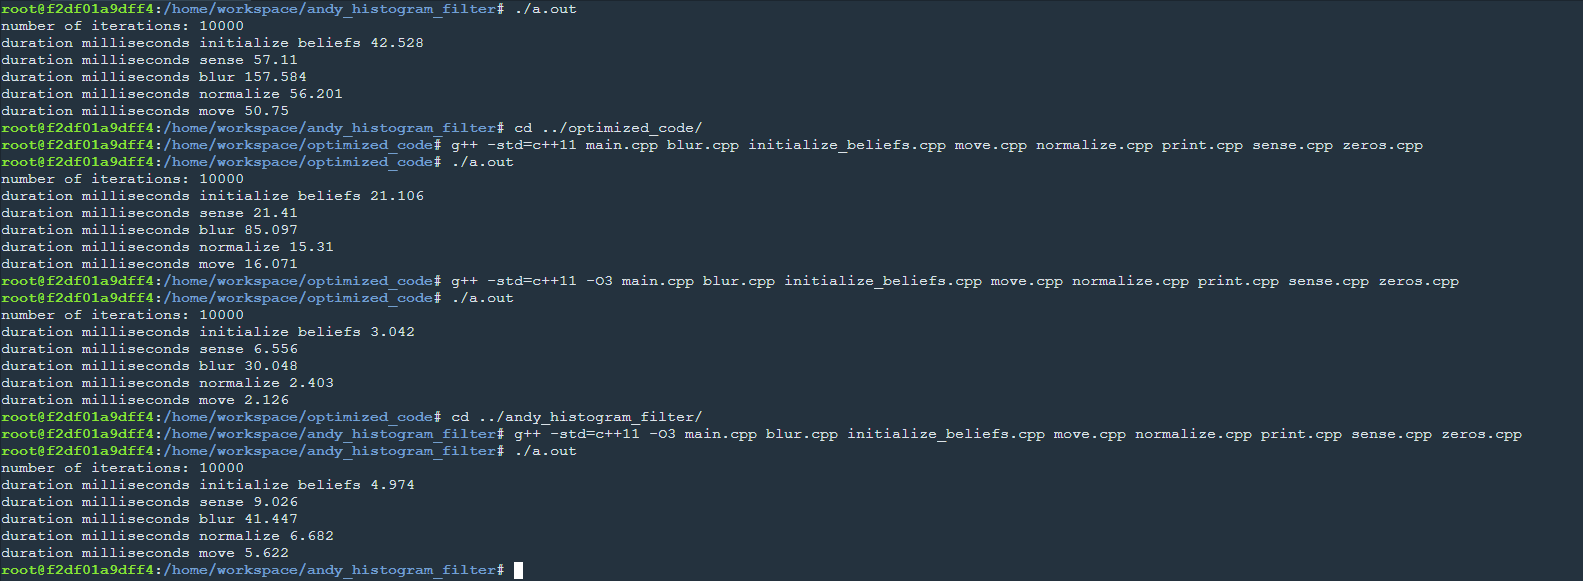 root@f2df01a9dff4:/home/workspace/andy_histogram_filter# ./a.out
number of iterations: 10000
duration milliseconds initialize beliefs 42.528
duration milliseconds sense 57.11
duration milliseconds blur 157.584
duration milliseconds normalize 56.201
duration milliseconds move 50.75
root@f2df01a9dff4:/home/workspace/andy_histogram_filter# cd ../optimized_code/
root@f2df01a9dff4:/home/workspace/optimized_code# g++ -std=c++11 main.cpp blur.cpp initialize_beliefs.cpp move.cpp normalize.cpp print.cpp sense.cpp zeros.cpp
root@f2df01a9dff4:/home/workspace/optimized_code# ./a.out
number of iterations: 10000
duration milliseconds initialize beliefs 21.106
duration milliseconds sense 21.41
duration milliseconds blur 85.097
duration milliseconds normalize 15.31
duration milliseconds move 16.071
root@f2df01a9dff4:/home/workspace/optimized_code# g++ -std=c++11 -O3 main.cpp blur.cpp initialize_beliefs.cpp move.cpp normalize.cpp print.cpp sense.cpp zeros.cpp
root@f2df01a9dff4:/home/workspace/optimized_code# ./a.out
number of iterations: 10000
duration milliseconds initialize beliefs 3.042
duration milliseconds sense 6.556
duration milliseconds blur 30.048
duration milliseconds normalize 2.403
duration milliseconds move 2.126
root@f2df01a9dff4:/home/workspace/optimized_code# cd ../andy_histogram_filter/
root@f2df01a9dff4:/home/workspace/andy_histogram_filter# g++ -std=c++11 -O3 main.cpp blur.cpp initialize_beliefs.cpp move.cpp normalize.cpp print.cpp sense.cpp zeros.cpp
root@f2df01a9dff4:/home/workspace/andy_histogram_filter# ./a.out
number of iterations: 10000
duration milliseconds initialize beliefs 4.974
duration milliseconds sense 9.026
duration milliseconds blur 41.447
duration milliseconds normalize 6.682
duration milliseconds move 5.622
root@f2df01a9dff4:/home/workspace/andy_histogram_filter#